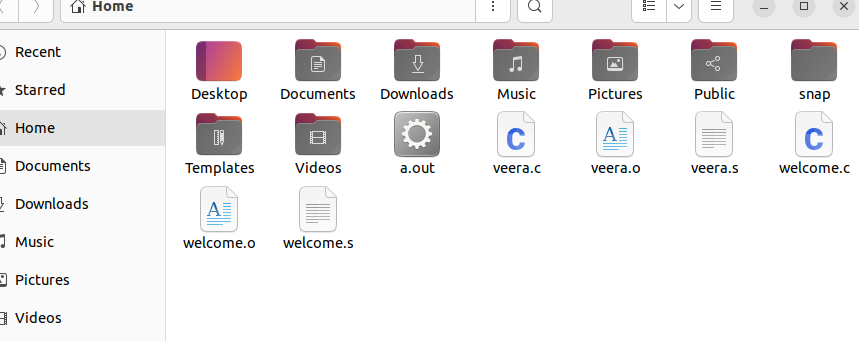 Home
Recent
Starred
Home
Documents
Downloads
Music
Pictures
Videos
Desktop Documents Downloads Music Pictures Public snap
Templates Videos a.out veera.c veera.o veera.s welcome.c
welcome.o welcome.s